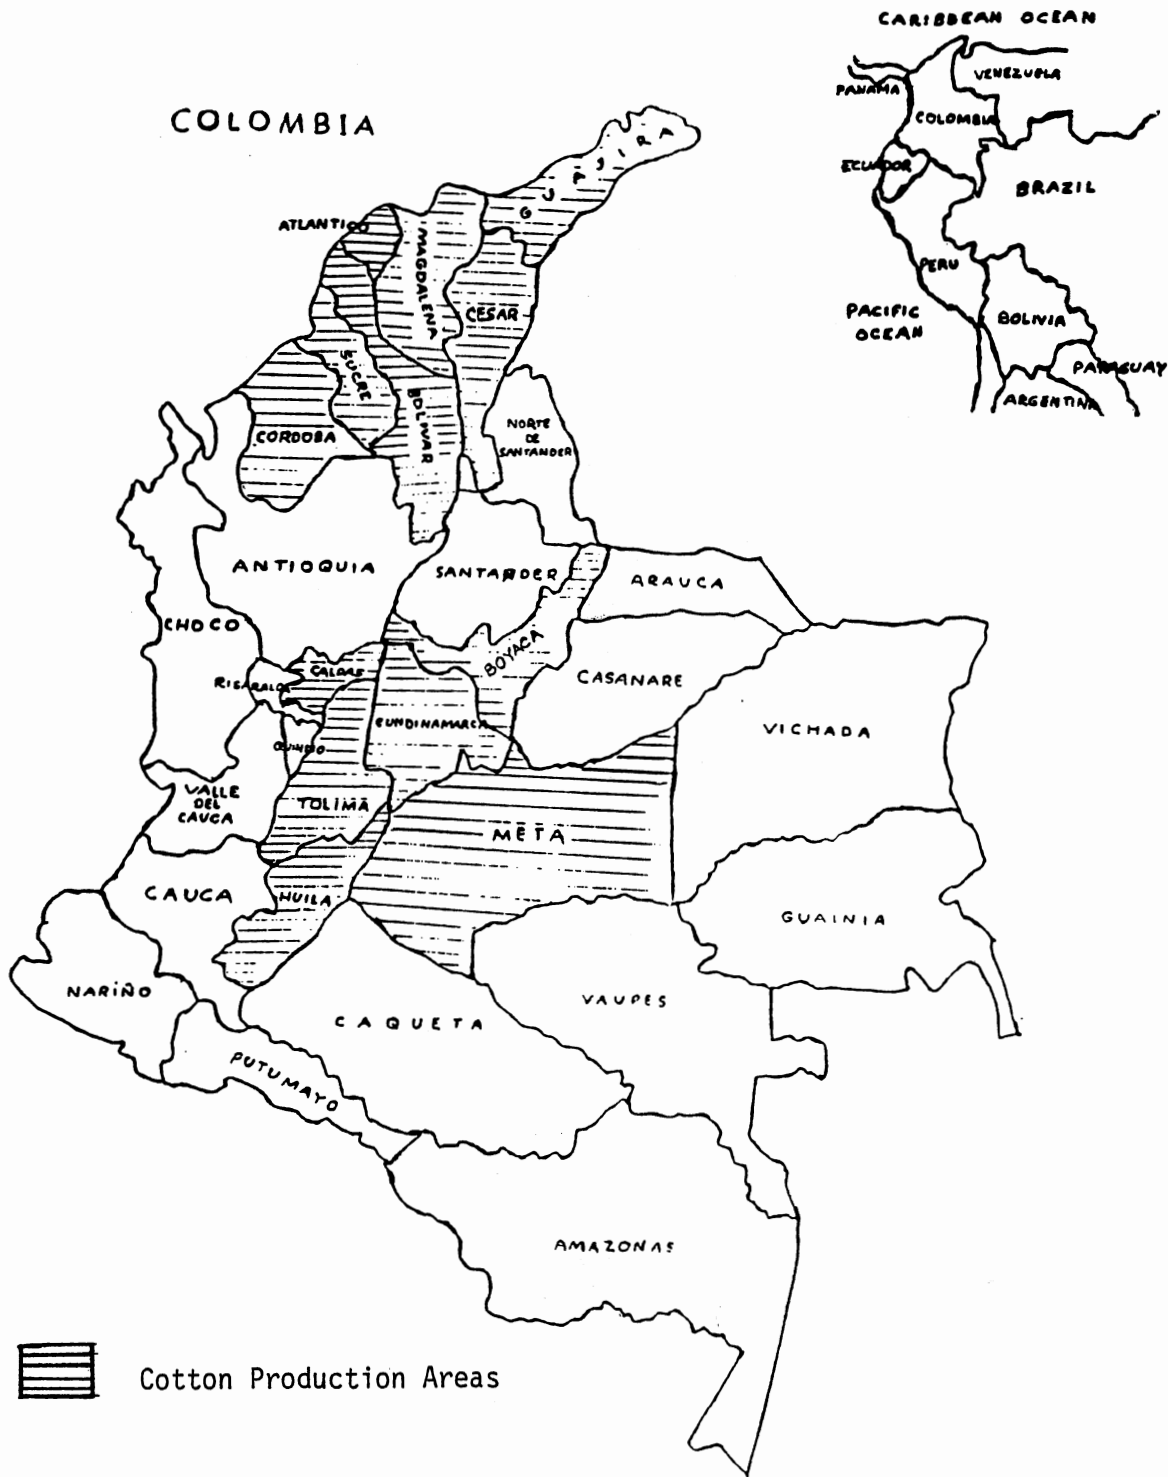 CARIBBEAN OCEAN
VENEZUELA
PANAMA
COLOMBIA
ECUADOR
BRAZIL
PERU
PACIFIC
OCEAN
BOLIVIA
PARAGUAY
ARGENTINA
COLOMBIA
GUAJIRA
ATLANTICO
MAGDALENA
CESAR
SUCRE
BOLIVAR
CORDOBA
NORTE
DE
SANTANDER
ANTIOQUIA
SANTANDER
ARAUCA
CHOCO
BOYACA
CALDAS
RISARALDA
CASANARE
CUNDINAMARCA
VICHADA
QUINDIO
VALLE
DEL
CAUCA
TOLIMA
META
CAUCA
HUILA
GUAINIA
NARIÑO
VAUPES
CAQUETA
PUTUMAYO
AMAZONAS
Cotton Production Areas